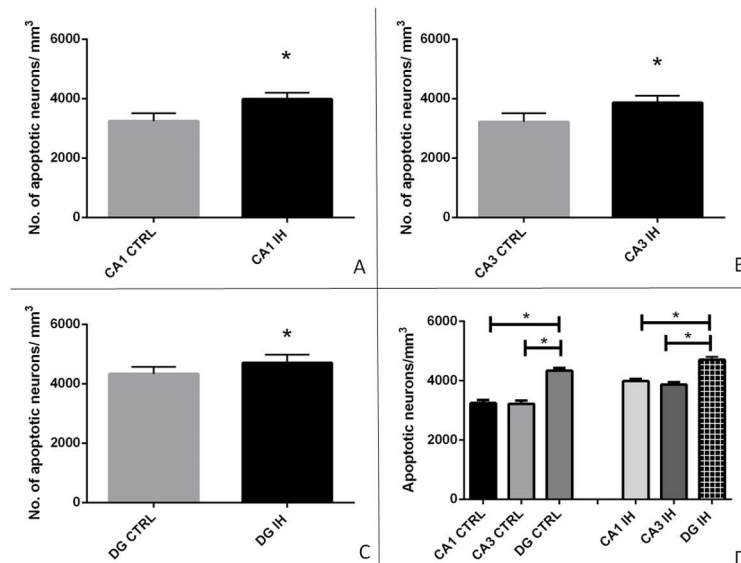 No. of apoptotic neurons/ mm³
6000
4000
2000
0
*
CA1 CTRL
CA1 IH
A
No. of apoptotic neurons/ mm³
6000
4000
2000
0
*
CA3 CTRL
CA3 IH
No. of apoptotic neurons/ mm³
6000
4000
2000
0
*
DG CTRL
DG IH
C
Apoptotic neurons/mm³
6000
4000
2000
0
*
*
*
*
CA1 CTRL
CA3 CTRL
DG CTRL
CA1 IH
CA3 IH
DG IH